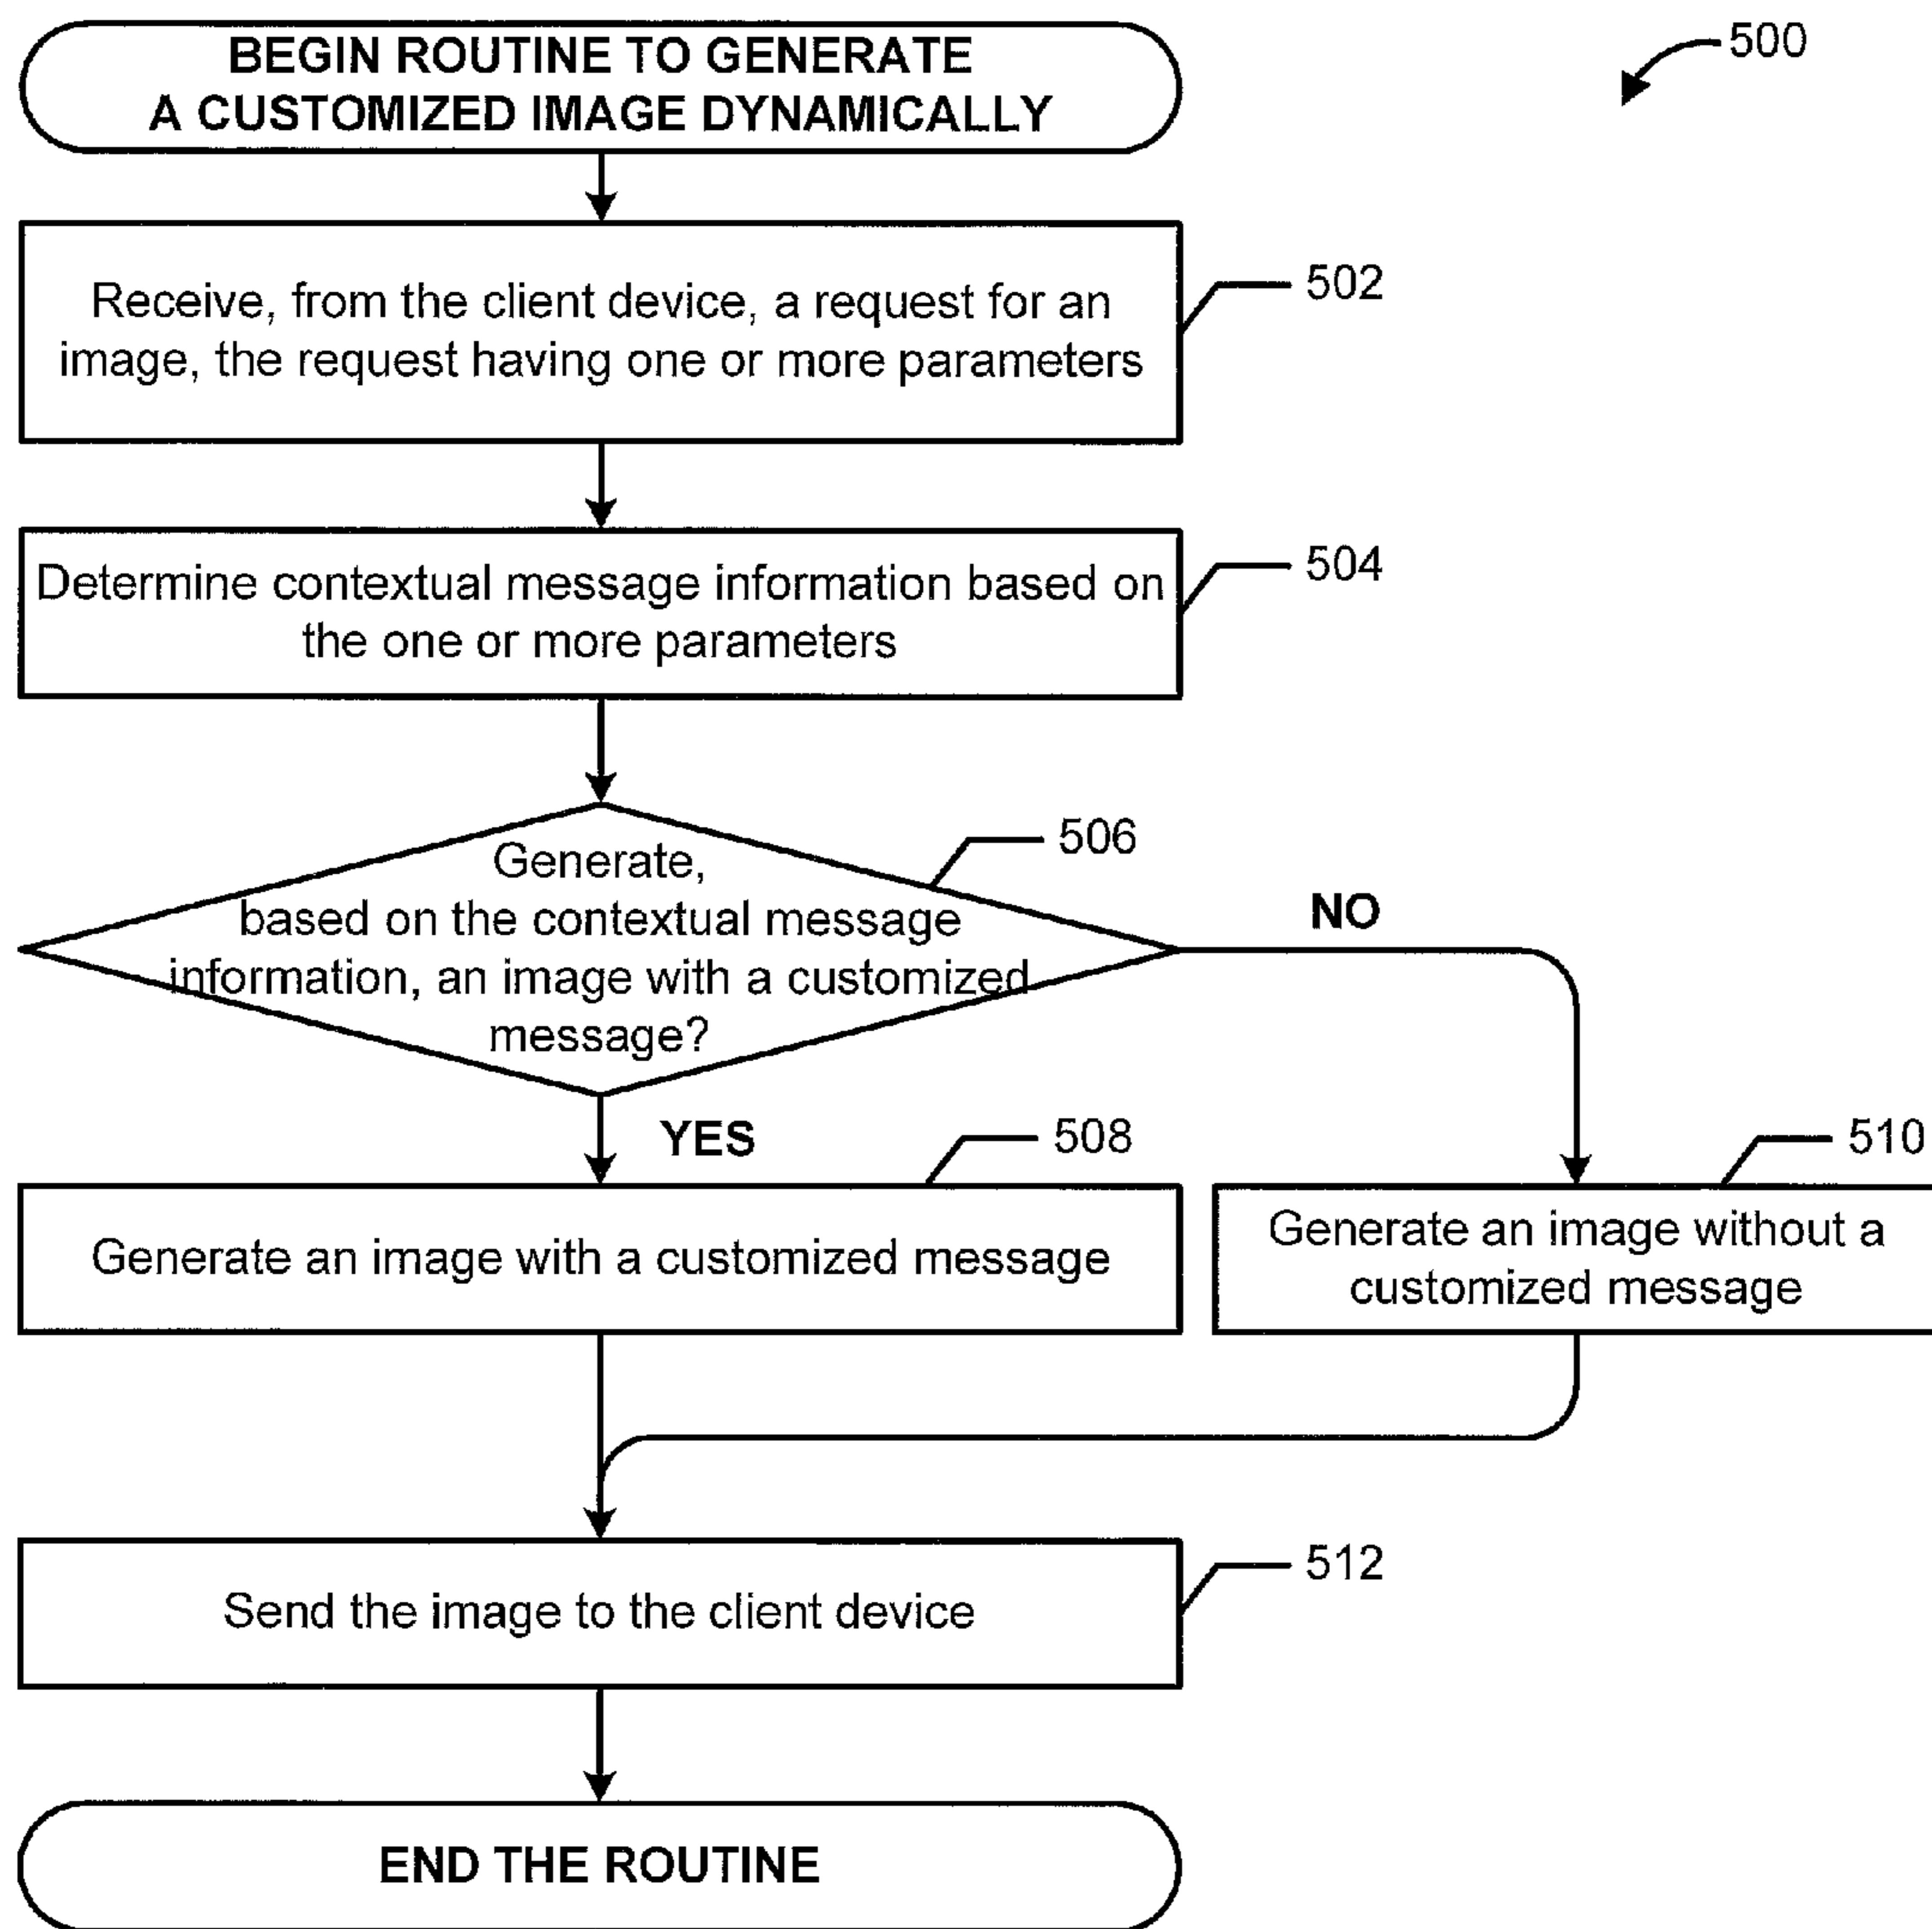 BEGIN ROUTINE TO GENERATE
A CUSTOMIZED IMAGE DYNAMICALLY
500
Receive, from the client device, a request for an
image, the request having one or more parameters
502
Determine contextual message information based on
the one or more parameters
504
Generate,
based on the contextual message
information, an image with a customized
message?
506
NO
YES
508
510
Generate an image with a customized message
Generate an image without a
customized message
Send the image to the client device
512
END THE ROUTINE